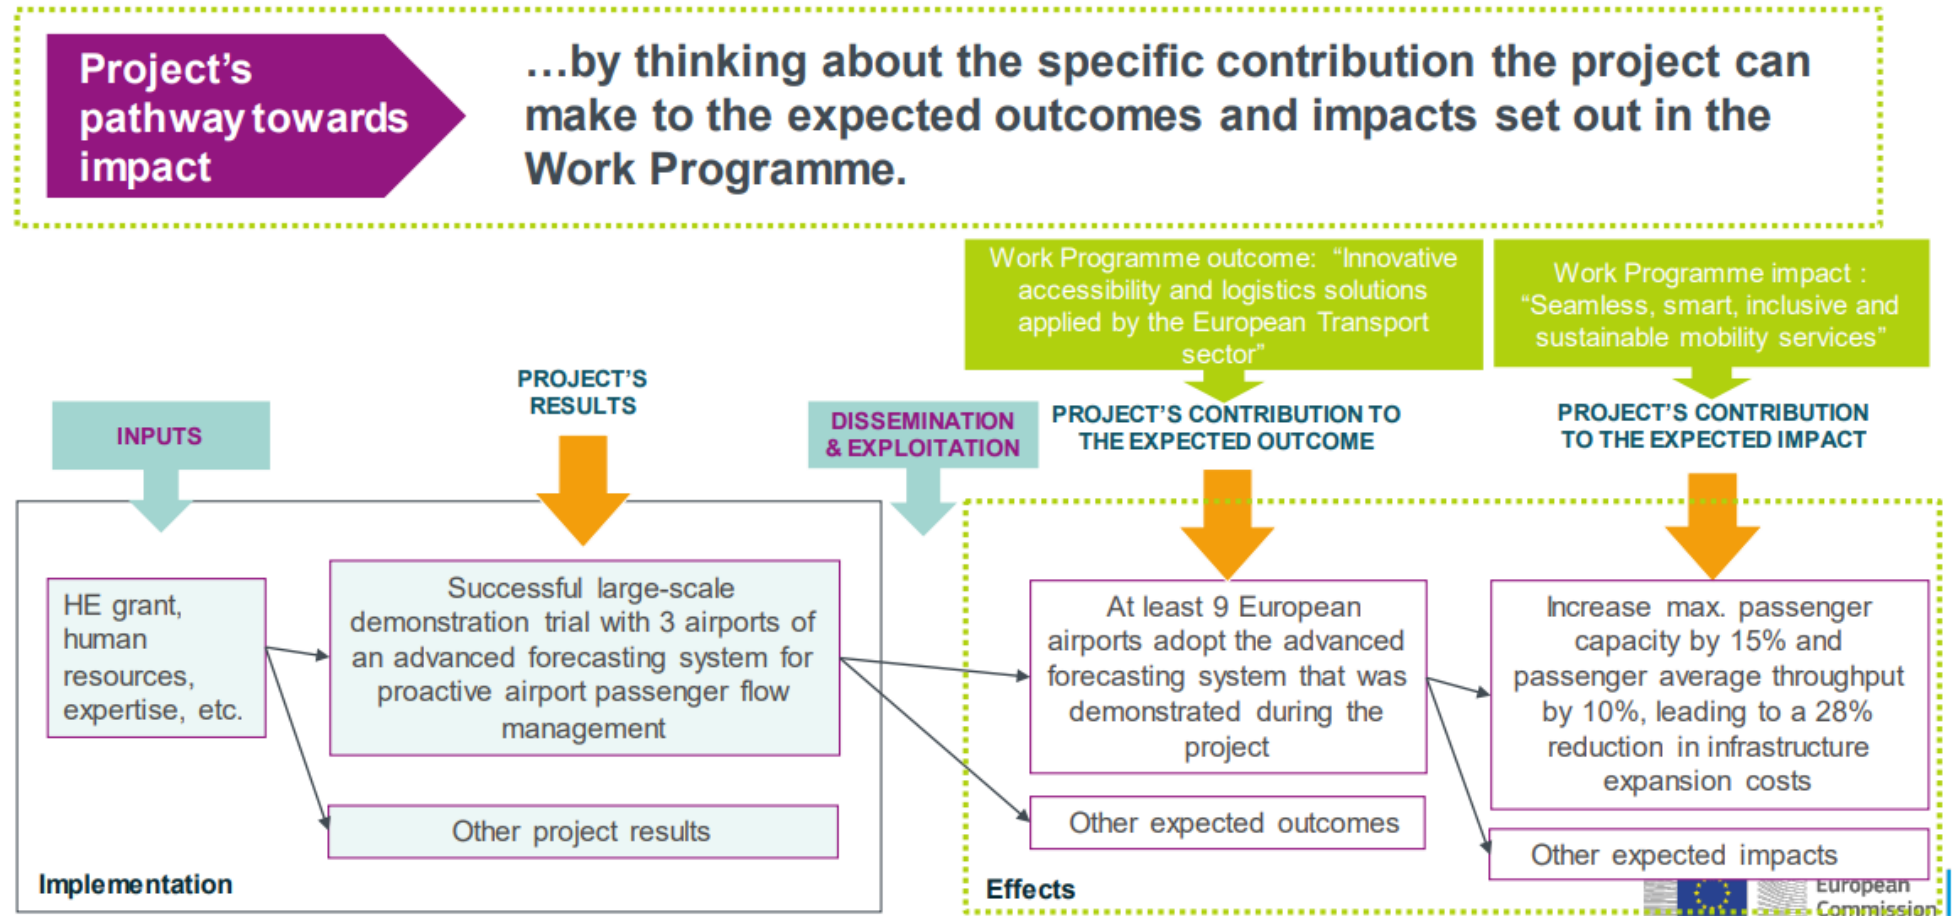 Project's
pathway towards
impact
…by thinking about the specific contribution the project can
make to the expected outcomes and impacts set out in the
Work Programme.
Work Programme outcome: “Innovative
accessibility and logistics solutions
applied by the European Transport
sector”
Work Programme impact :
“Seamless, smart, inclusive and
sustainable mobility services”
INPUTS
PROJECT'S
RESULTS
DISSEMINATION
& EXPLOITATION
PROJECT'S CONTRIBUTION TO
THE EXPECTED OUTCOME
PROJECT'S CONTRIBUTION
TO THE EXPECTED IMPACT
HE grant,
human
resources,
expertise, etc.
Successful large-scale
demonstration trial with 3 airports of
an advanced forecasting system for
proactive airport passenger flow
management
Other project results
Implementation
At least 9 European
airports adopt the advanced
forecasting system that was
demonstrated during the
project
Other expected outcomes
Increase max. passenger
capacity by 15% and
passenger average throughput
by 10%, leading to a 28%
reduction in infrastructure
expansion costs
Other expected impacts
Effects
European
Commission